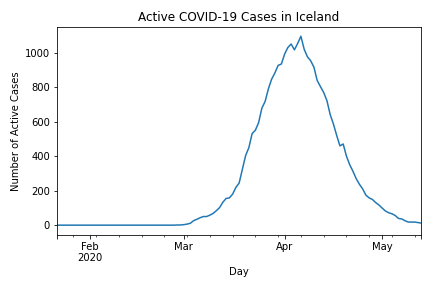 Active COVID-19 Cases in Iceland
Number of Active Cases
1000
800
600
400
200
0
Feb
2020
Mar
Apr
May
Day